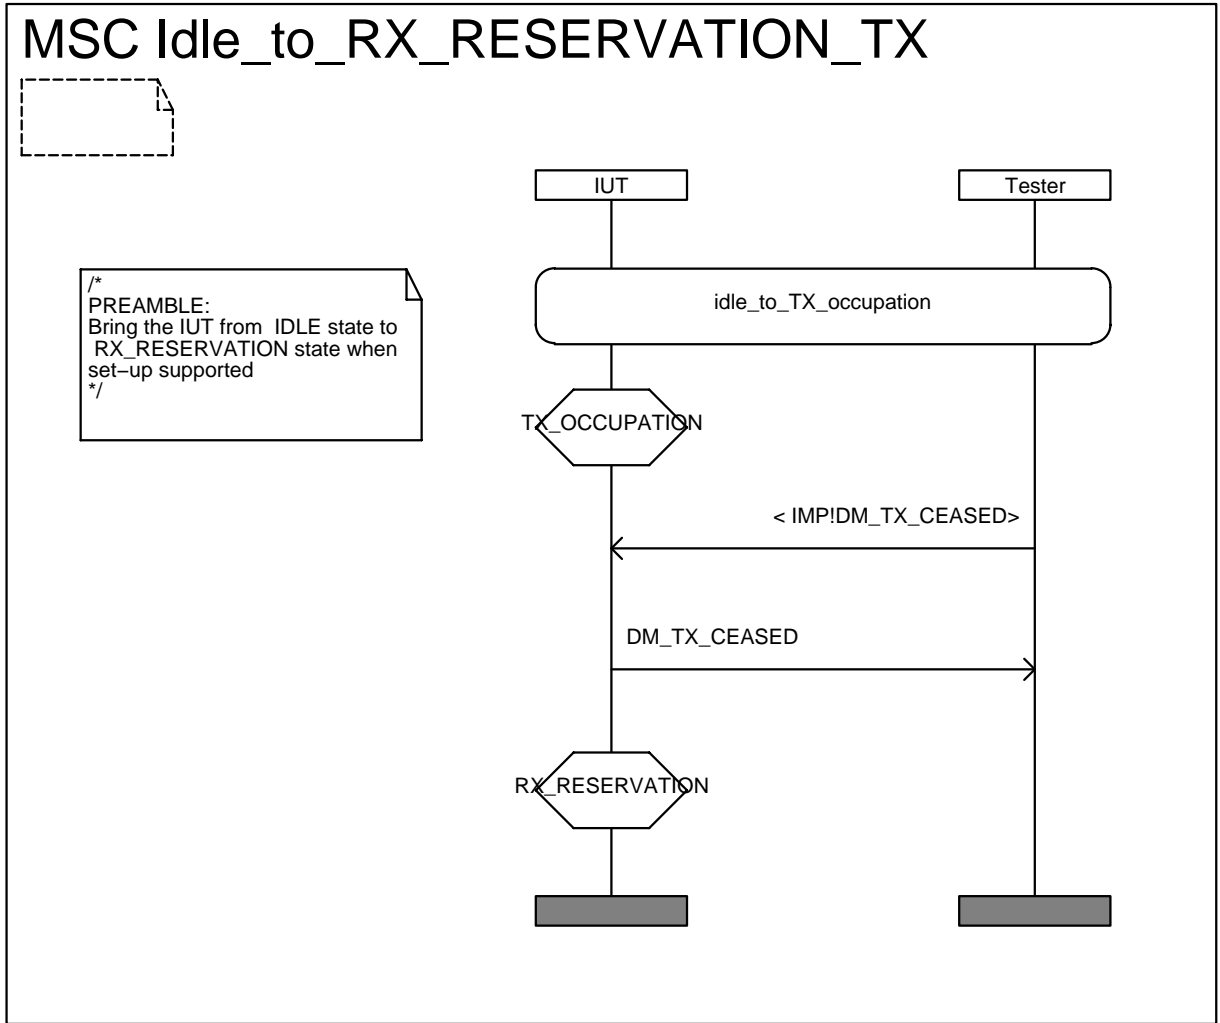 MSC Idle_to_RX_RESERVATION_TX
IUT
Tester
/*
PREAMBLE:
Bring the IUT from  IDLE state to
 RX_RESERVATION state when
set–up supported
*/
idle_to_TX_occupation
TX_OCCUPATION
< IMP!DM_TX_CEASED>
DM_TX_CEASED
RX_RESERVATION